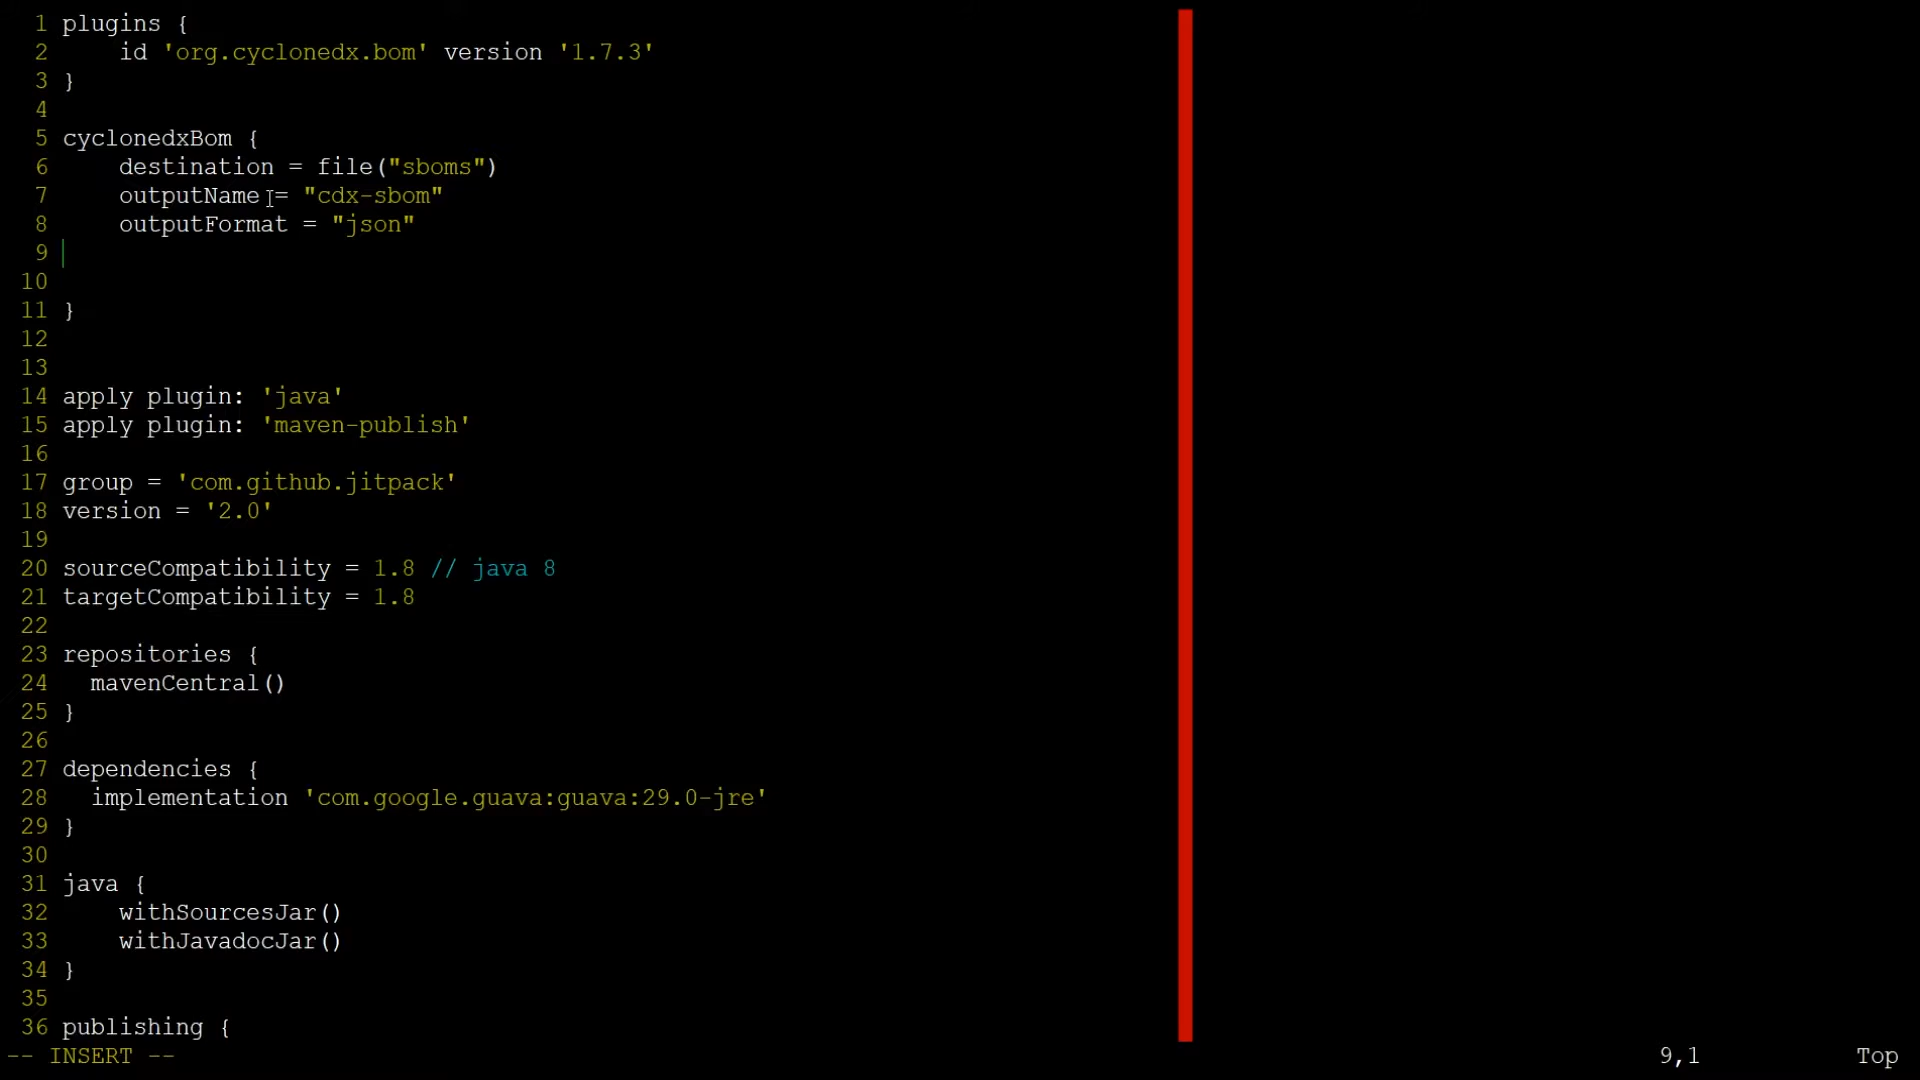 1 plugins {
2     id 'org.cyclonedx.bom' version '1.7.3'
3 }
4
5 cyclonedxBom {
6     destination = file("sboms")
7     outputName = "cdx-sbom"
8     outputFormat = "json"
9
10
11 }
12
13
14 apply plugin: 'java'
15 apply plugin: 'maven-publish'
16
17 group = 'com.github.jitpack'
18 version = '2.0'
19
20 sourceCompatibility = 1.8 // java 8
21 targetCompatibility = 1.8
22
23 repositories {
24   mavenCentral()
25 }
26
27 dependencies {
28   implementation 'com.google.guava:guava:29.0-jre'
29 }
30
31 java {
32     withSourcesJar()
33     withJavadocJar()
34 }
35
36 publishing {
-- INSERT -- 9,1 Top